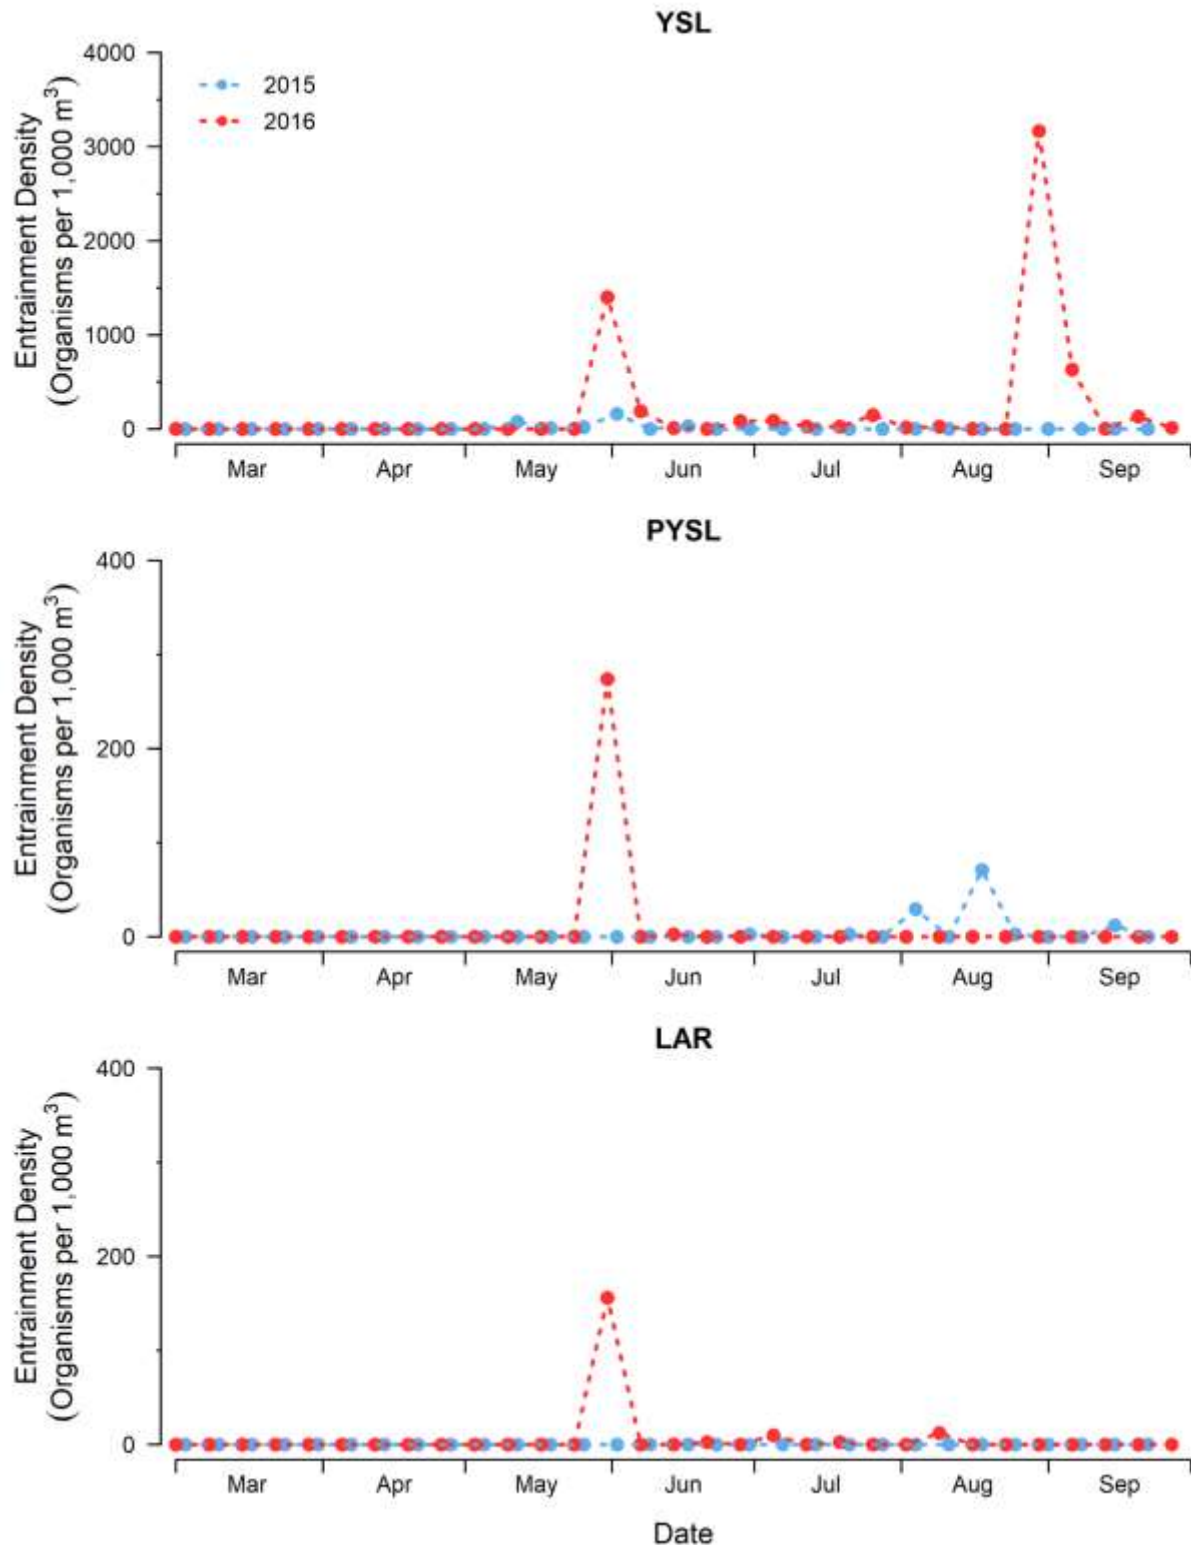 YSL
4000
3000
2000
1000
0
Entrainment Density
(Organisms per 1,000 m³)
2015
2016
Mar Apr May Jun Jul Aug Sep
PYSL
400
200
0
Entrainment Density
(Organisms per 1,000 m³)
Mar Apr May Jun Jul Aug Sep
LAR
400
200
0
Entrainment Density
(Organisms per 1,000 m³)
Mar Apr May Jun Jul Aug Sep
Date